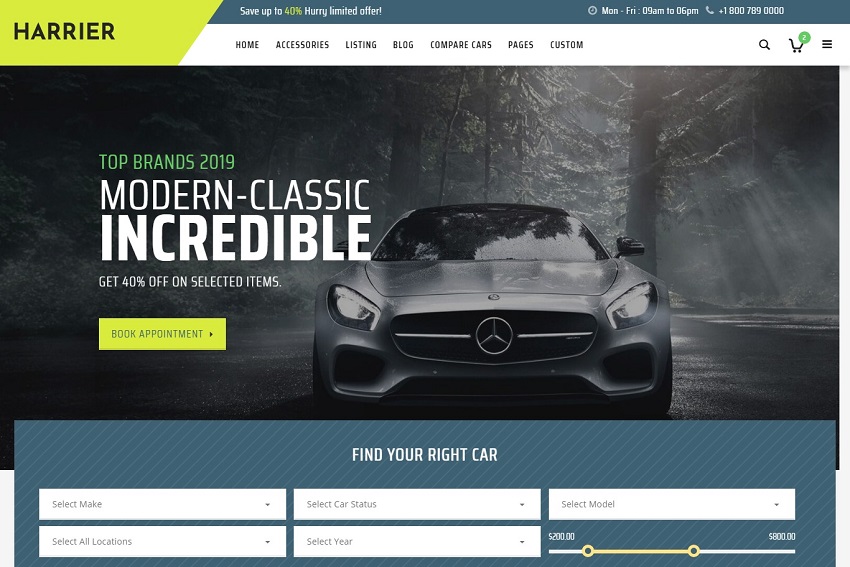 HARRIER
Save up to 40% Hurry limited offer!
Mon - Fri : 09am to 06pm
+1 800 789 0000
HOME ACCESSORIES LISTING BLOG COMPARE CARS PAGES CUSTOM
2
TOP BRANDS 2019
MODERN-CLASSIC
INCREDIBLE
GET 40% OFF ON SELECTED ITEMS.
BOOK APPOINTMENT
FIND YOUR RIGHT CAR
Select Make
Select Car Status
Select Model
Select All Locations
Select Year
$200.00
$800.00